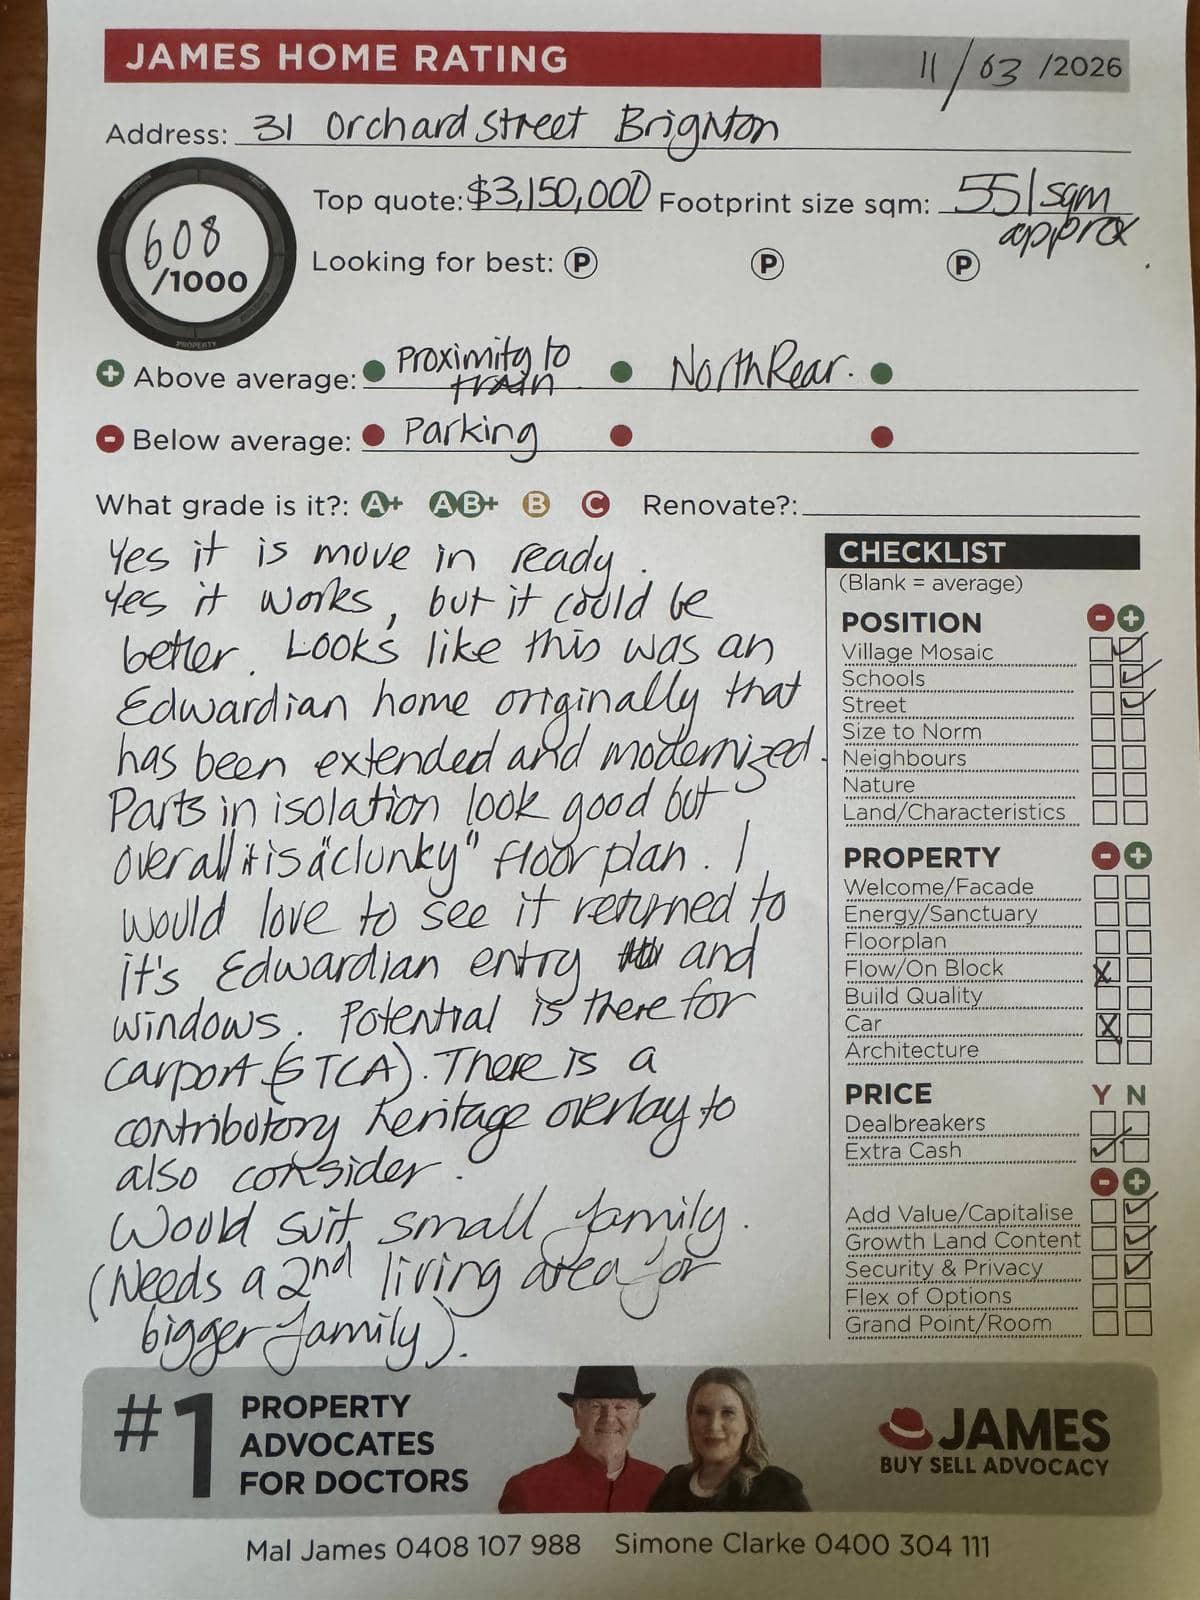 JAMES HOME RATING
11/03/2026
Address: 31 Orchard Street Brighton
608
/1000
PROPERTY
Top quote: $3,150,000 Footprint size sqm: 551sqm
approx
Looking for best: P P P
+ Above average: Proximity to
train
North Rear.
- Below average: Parking
What grade is it?: A+ AB+ B C Renovate?:
Yes it is move in ready.
Yes it works, but it could be
better. Looks like this was an
Edwardian home originally that
has been extended and modernized.
Parts in isolation look good but
overall it is a "clunky" floor plan. I
would love to see it returned to
it's Edwardian entry and
windows. Potential is there for
carport (STCA). There is a
contributory heritage overlay to
also consider.
Would suit small family.
(Needs a 2nd living area for
bigger family).
CHECKLIST
(Blank = average)
POSITION - +
Village Mosaic
Schools
Street
Size to Norm
Neighbours
Nature
Land/Characteristics
PROPERTY - +
Welcome/Facade
Energy/Sanctuary
Floorplan
Flow/On Block
Build Quality
Car
Architecture
PRICE Y N
Dealbreakers
Extra Cash
- +
Add Value/Capitalise
Growth Land Content
Security & Privacy
Flex of Options
Grand Point/Room
#1 PROPERTY
ADVOCATES
FOR DOCTORS
JAMES
BUY SELL ADVOCACY
Mal James 0408 107 988 Simone Clarke 0400 304 111